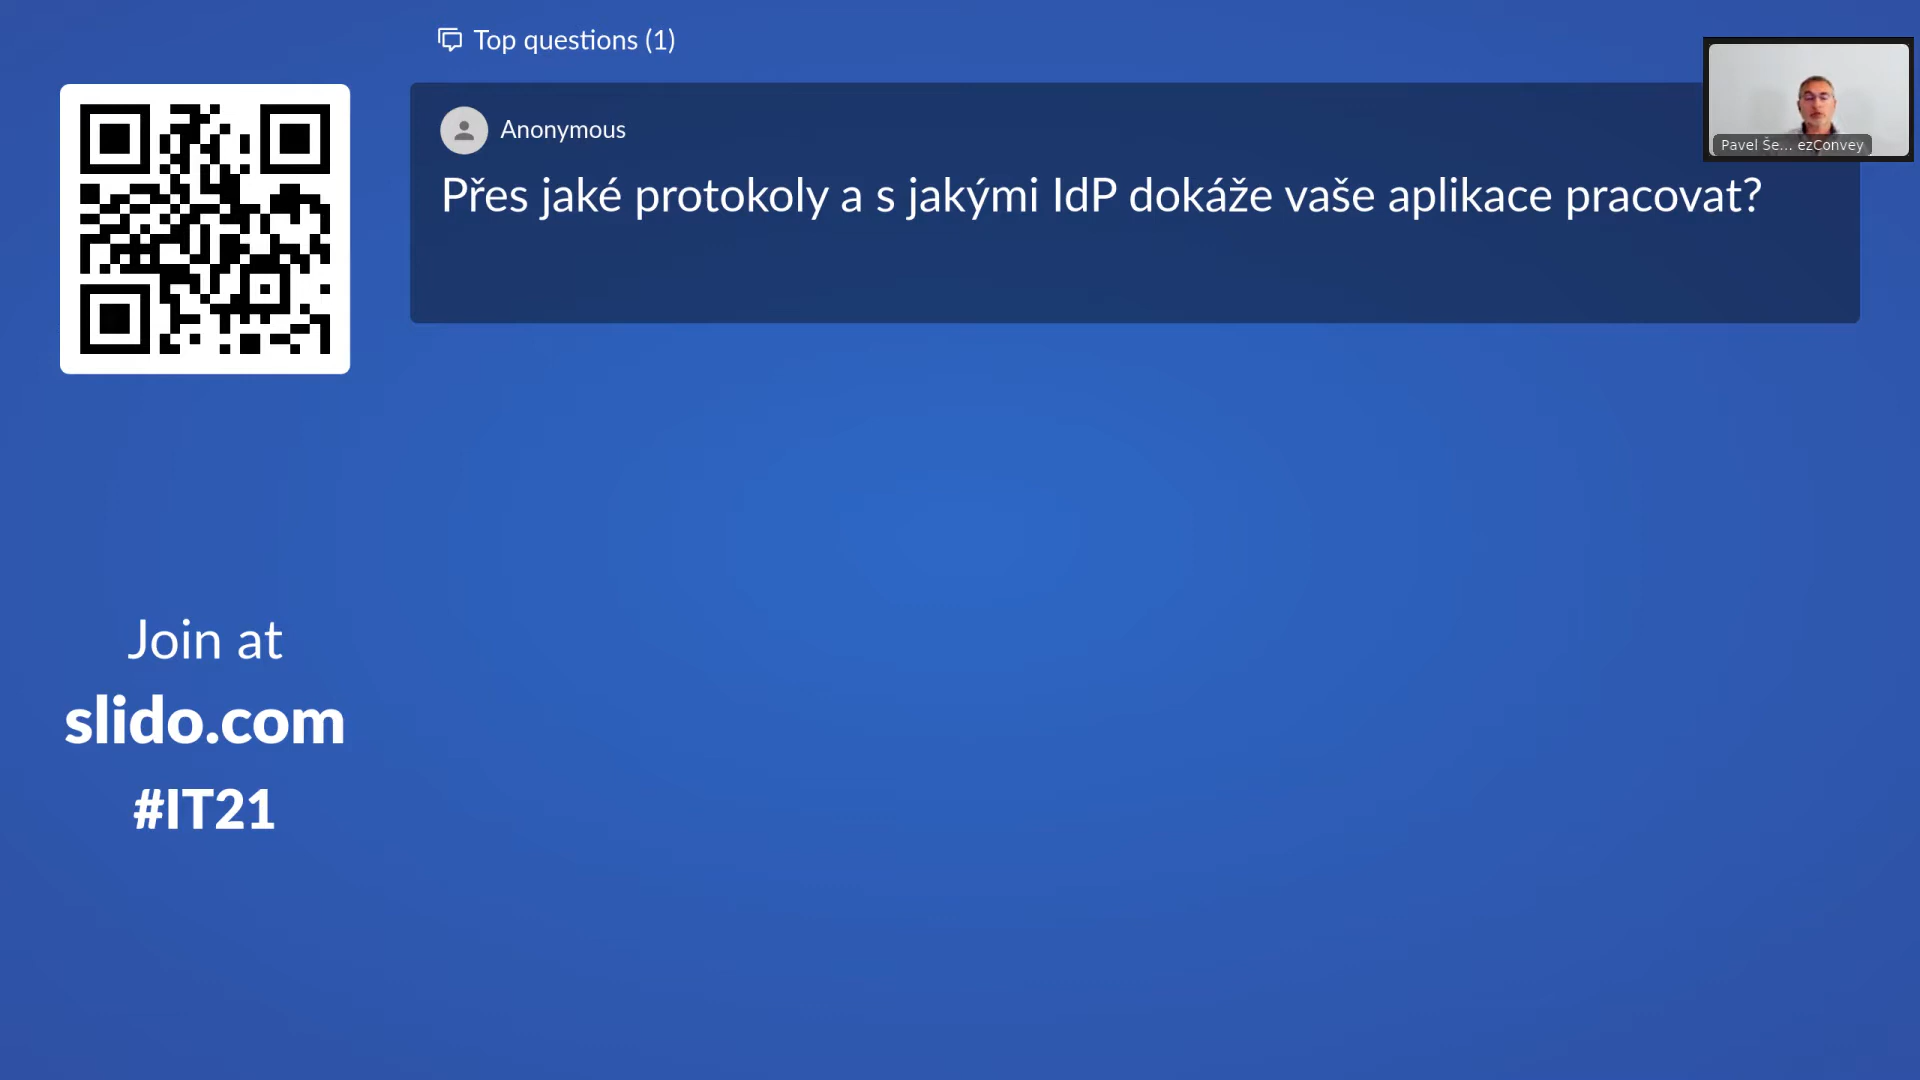 Top questions (1)
Anonymous
Přes jaké protokoly a s jakými IdP dokáže vaše aplikace pracovat?
Pavel Še... ezConvey
Join at
slido.com
#IT21